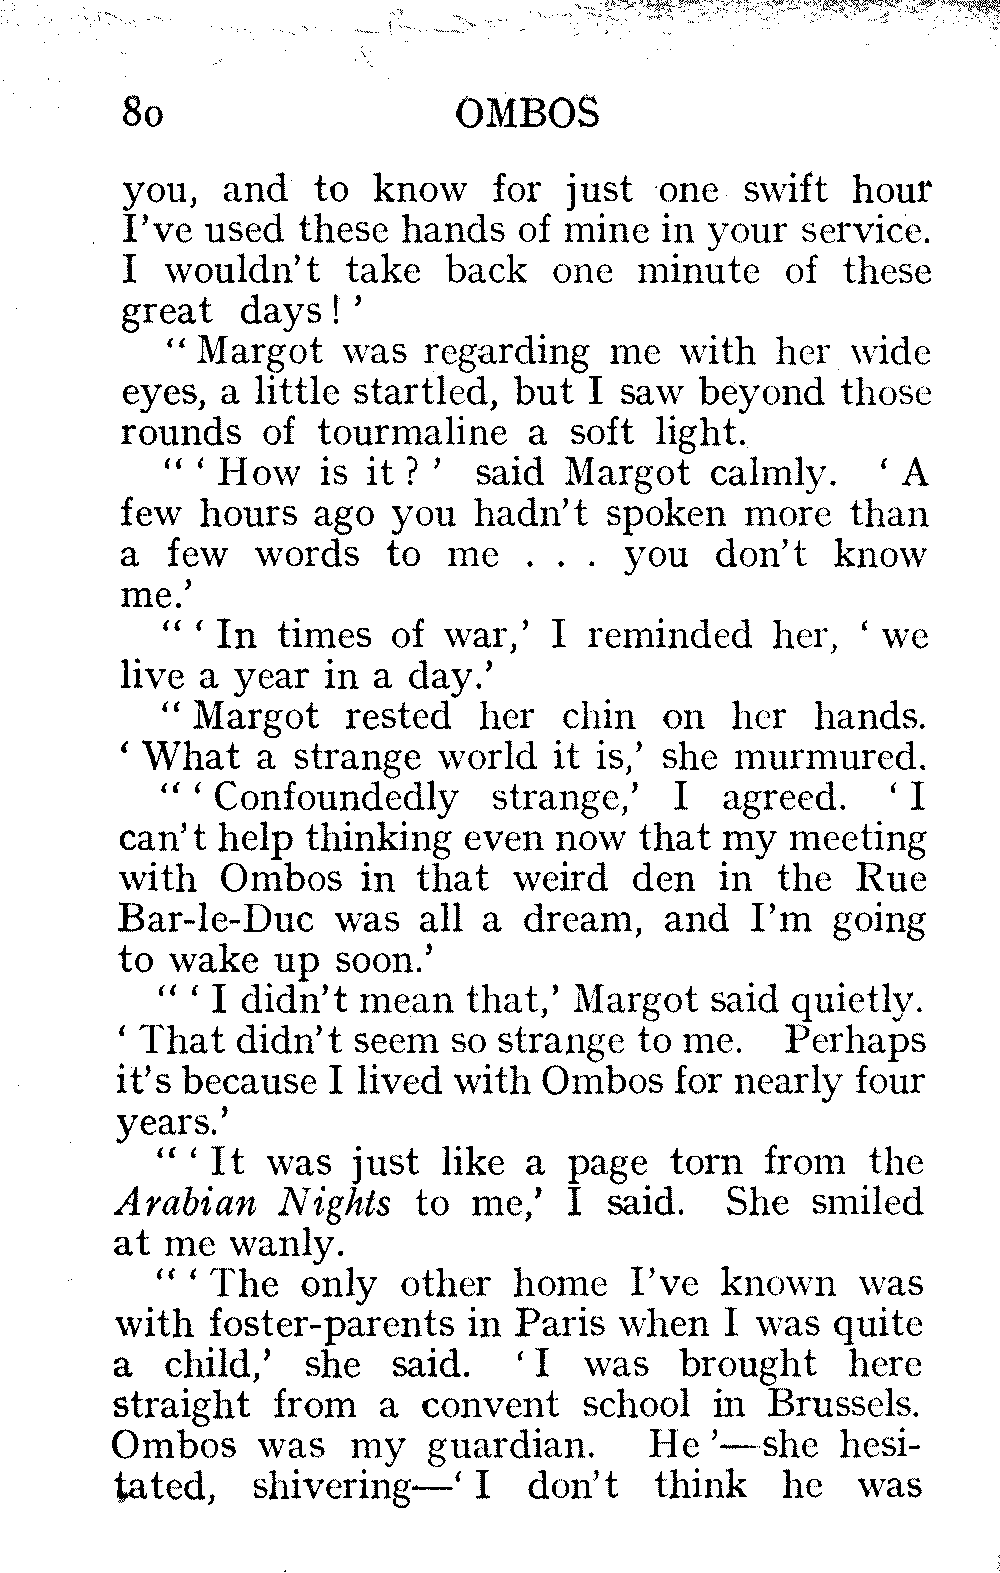 80 OMBOS
you, and to know for just one swift hour
I've used these hands of mine in your service.
I wouldn't take back one minute of these
great days! '
" Margot was regarding me with her wide
eyes, a little startled, but I saw beyond those
rounds of tourmaline a soft light.
" ' How is it? ' said Margot calmly. ' A
few hours ago you hadn't spoken more than
a few words to me . . . you don't know
me.'
" ' In times of war,' I reminded her, ' we
live a year in a day.'
" Margot rested her chin on her hands.
' What a strange world it is,' she murmured.
" ' Confoundedly strange,' I agreed. ' I
can't help thinking even now that my meeting
with Ombos in that weird den in the Rue
Bar-le-Duc was all a dream, and I'm going
to wake up soon.'
" ' I didn't mean that,' Margot said quietly.
' That didn't seem so strange to me. Perhaps
it's because I lived with Ombos for nearly four
years.'
" ' It was just like a page torn from the
Arabian Nights to me,' I said. She smiled
at me wanly.
" ' The only other home I've known was
with foster-parents in Paris when I was quite
a child,' she said. ' I was brought here
straight from a convent school in Brussels.
Ombos was my guardian. He '—she hesi-
tated, shivering—' I don't think he was